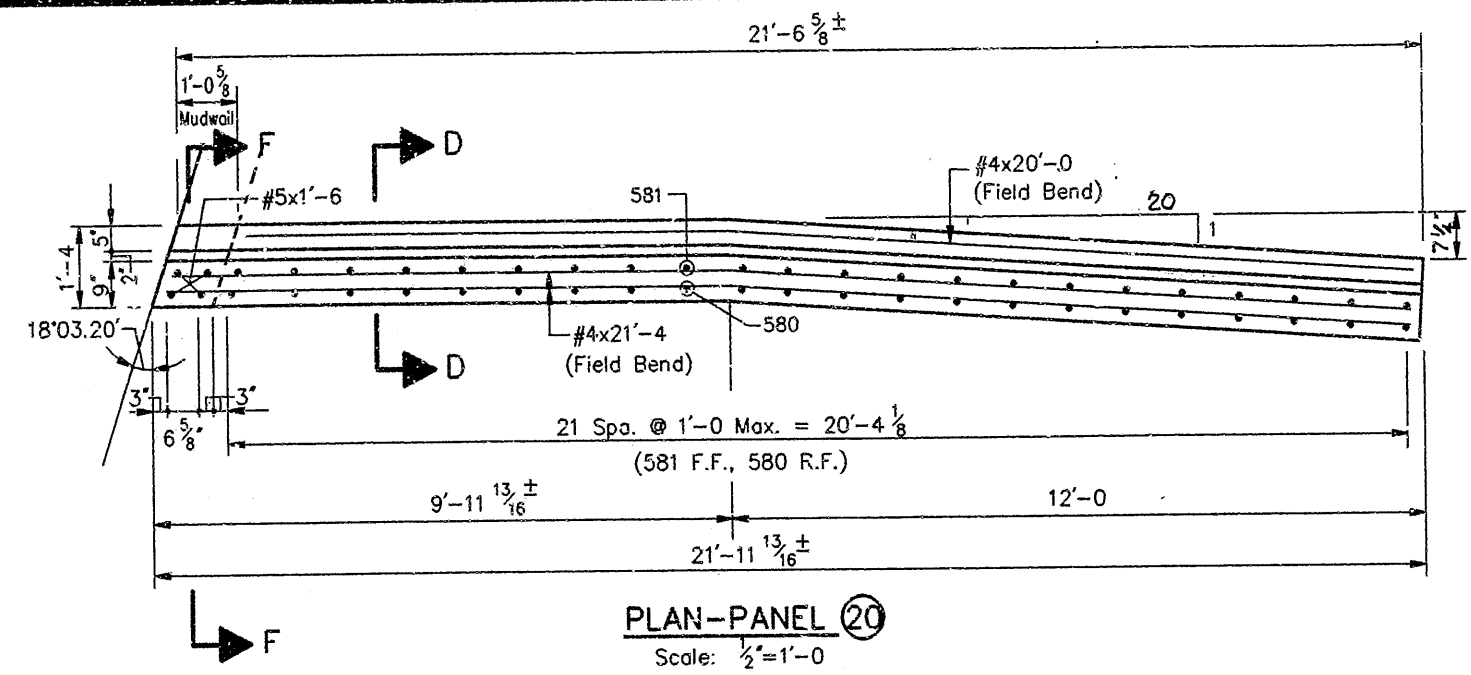 21'-6 5/8±
1'-0 5/8
Mudwall
F
D
#5x1'-6
581
#4x20'-0
(Field Bend)
20
1
7 1/4"
1'-4
5"
2"
9"
18°03.20'
580
#4x21'-4
(Field Bend)
D
3"
3"
6 5/8"
21 Spa. @ 1'-0 Max. = 20'-4 1/8
(581 F.F., 580 R.F.)
9'-11 13/16±
12'-0
21'-11 13/16±
F
PLAN-PANEL 20
Scale: 1/2"=1'-0